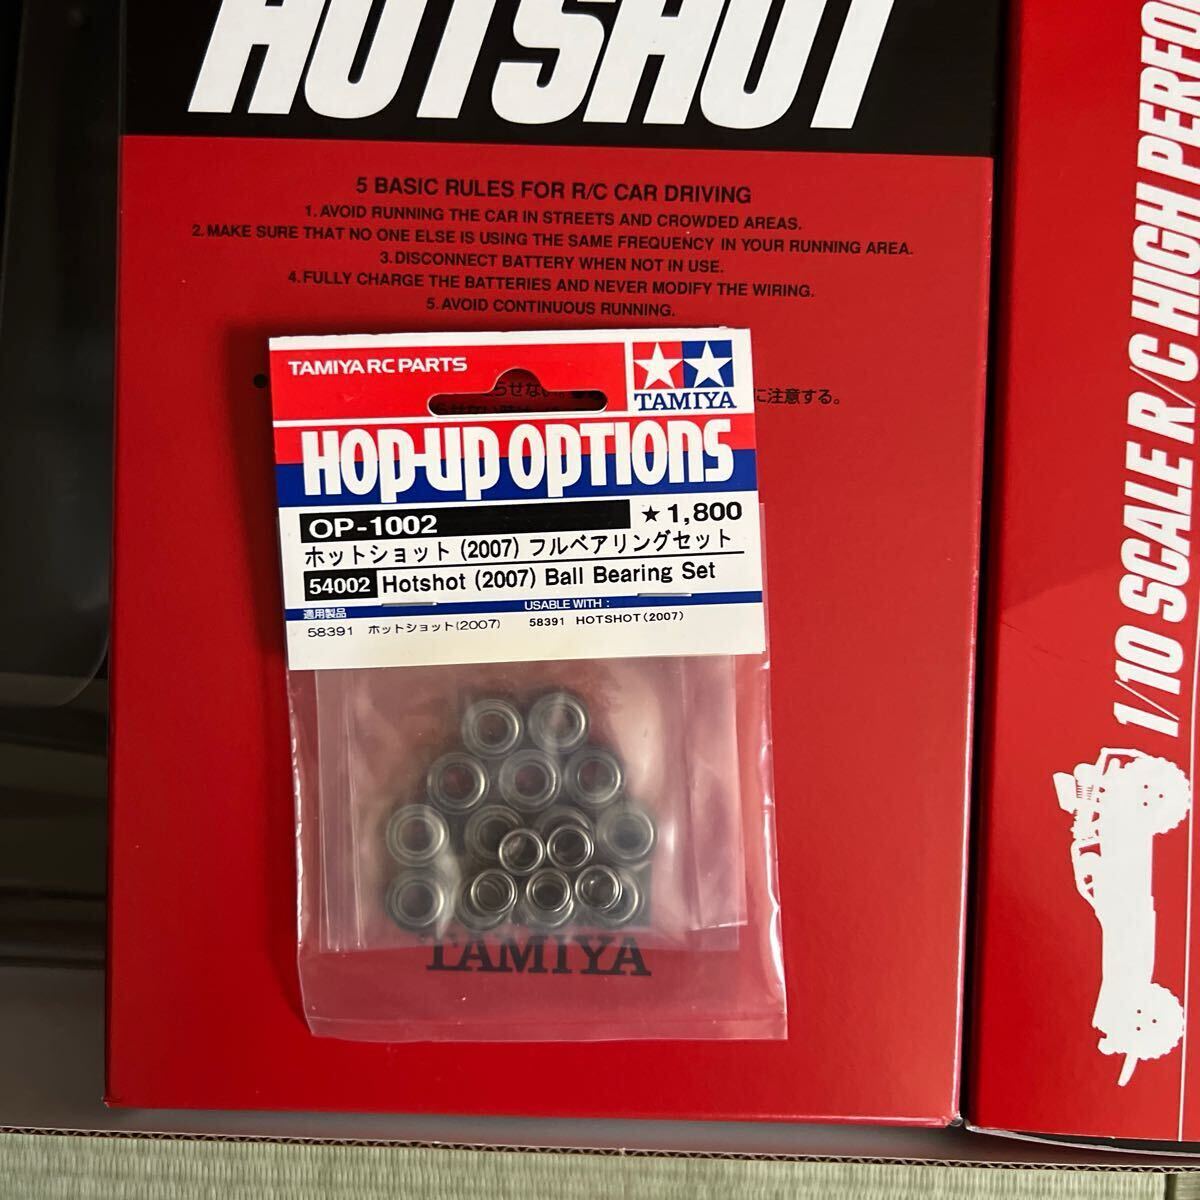 HOTSHOT
5 BASIC RULES FOR R/C CAR DRIVING
1. AVOID RUNNING THE CAR IN STREETS AND CROWDED AREAS.
2. MAKE SURE THAT NO ONE ELSE IS USING THE SAME FREQUENCY IN YOUR RUNNING AREA.
3. DISCONNECT BATTERY WHEN NOT IN USE.
4. FULLY CHARGE THE BATTERIES AND NEVER MODIFY THE WIRING.
5. AVOID CONTINUOUS RUNNING.
らせない。
に注意する。
TAMIYA RC PARTS
TAMIYA
HOP-UP OPTIONS
OP-1002
★ 1,800
ホットショット (2007) フルベアリングセット
54002 Hotshot (2007) Ball Bearing Set
適用製品
USABLE WITH :
58391 ホットショット(2007)
58391 HOTSHOT(2007)
TAMIYA
1/10 SCALE R/C HIGH